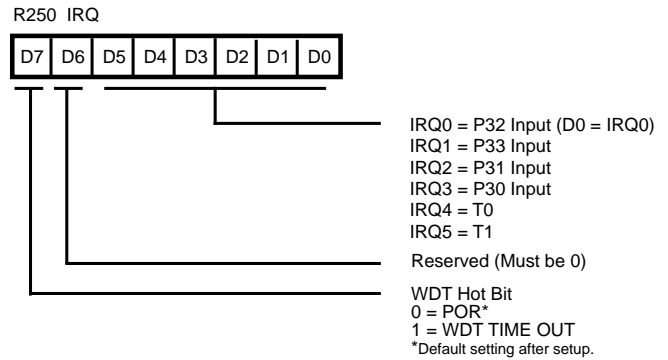 R250 IRQ
D7 D6 D5 D4 D3 D2 D1 D0
IRQ0 = P32 Input (D0 = IRQ0)
IRQ1 = P33 Input
IRQ2 = P31 Input
IRQ3 = P30 Input
IRQ4 = T0
IRQ5 = T1
Reserved (Must be 0)
WDT Hot Bit
0 = POR*
1 = WDT TIME OUT
*Default setting after setup.